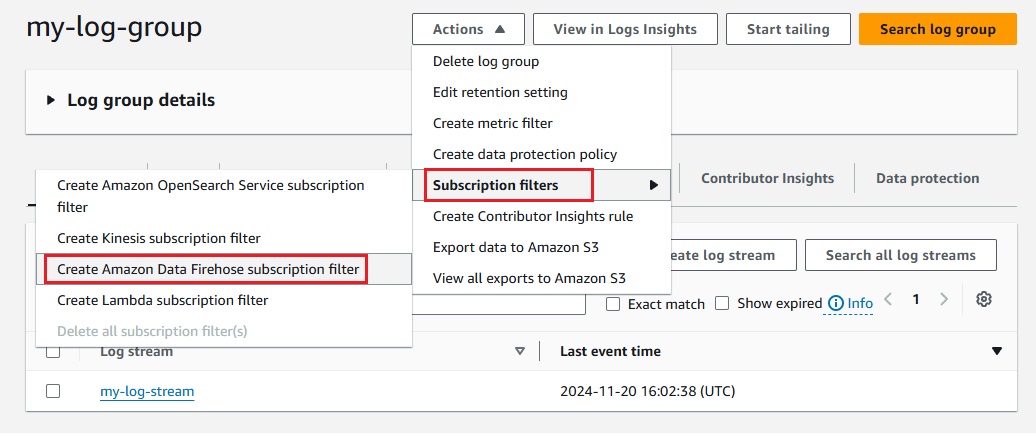 my-log-group
Actions
View in Logs Insights
Start tailing
Search log group
Log group details
Delete log group
Edit retention setting
Create metric filter
Create data protection policy
Subscription filters
Create Contributor Insights rule
Export data to Amazon S3
View all exports to Amazon S3
Create Amazon OpenSearch Service subscription
filter
Create Kinesis subscription filter
Create Amazon Data Firehose subscription filter
Create Lambda subscription filter
Delete all subscription filter(s)
Contributor Insights
Data protection
log stream
Search all log streams
Exact match
Show expired
Info
1
Log stream
Last event time
my-log-stream
2024-11-20 16:02:38 (UTC)